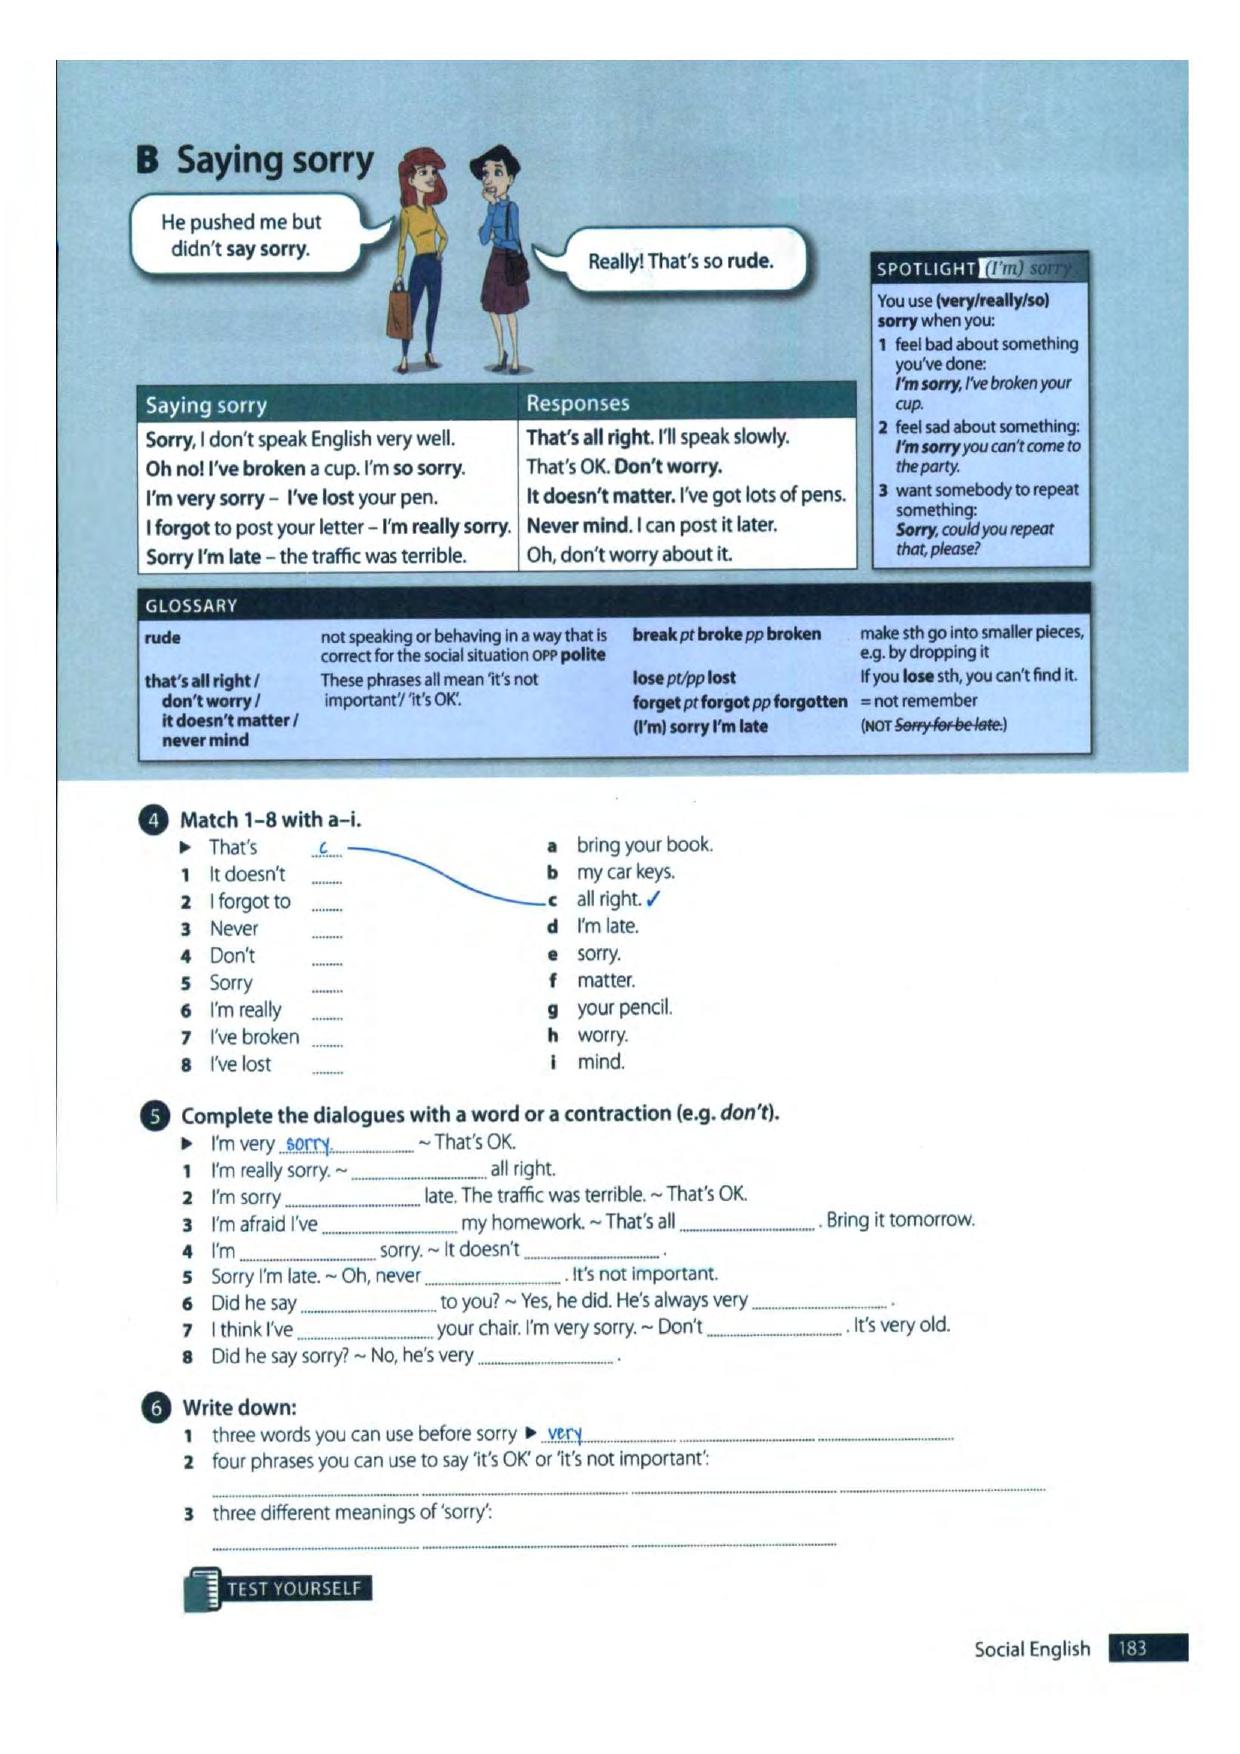 B Saying sorry
He pushed me but
didn't say sorry.
Really! That's so rude.
SPOTLIGHT (I'm) sorry
You use (very/really/so)
sorry when you:
1 feel bad about something
you've done:
I'm sorry, I've broken your
cup.
2 feel sad about something:
I'm sorry you can't come to
the party.
3 want somebody to repeat
something:
Sorry, could you repeat
that, please?
Saying sorry Responses
Sorry, I don't speak English very well. That's all right. I'll speak slowly.
Oh no! I've broken a cup. I'm so sorry. That's OK. Don't worry.
I'm very sorry – I've lost your pen. It doesn't matter. I've got lots of pens.
I forgot to post your letter – I'm really sorry. Never mind. I can post it later.
Sorry I'm late – the traffic was terrible. Oh, don't worry about it.
GLOSSARY
rude not speaking or behaving in a way that is
correct for the social situation OPP polite
that's all right / These phrases all mean 'it's not
don't worry / important'/ 'it's OK'.
it doesn't matter /
never mind
break pt broke pp broken make sth go into smaller pieces,
e.g. by dropping it
lose pt/pp lost If you lose sth, you can't find it.
forget pt forgot pp forgotten = not remember
(I'm) sorry I'm late (NOT Sorry for be late.)
4 Match 1–8 with a–i.
▶ That's c a bring your book.
1 It doesn't ........ b my car keys.
2 I forgot to ........ c all right. ✓
3 Never ........ d I'm late.
4 Don't ........ e sorry.
5 Sorry ........ f matter.
6 I'm really ........ g your pencil.
7 I've broken ........ h worry.
8 I've lost ........ i mind.
5 Complete the dialogues with a word or a contraction (e.g. don't).
▶ I'm very sorry. ........ ~ That's OK.
1 I'm really sorry. ~ ........ all right.
2 I'm sorry ........ late. The traffic was terrible. ~ That's OK.
3 I'm afraid I've ........ my homework. ~ That's all ........ . Bring it tomorrow.
4 I'm ........ sorry. ~ It doesn't ........ .
5 Sorry I'm late. ~ Oh, never ........ . It's not important.
6 Did he say ........ to you? ~ Yes, he did. He's always very ........ .
7 I think I've ........ your chair. I'm very sorry. ~ Don't ........ . It's very old.
8 Did he say sorry? ~ No, he's very ........ .
6 Write down:
1 three words you can use before sorry ▶ very ........ ........ ........
2 four phrases you can use to say 'it's OK' or 'it's not important':
........ ........ ........ ........
3 three different meanings of 'sorry':
........ ........ ........
TEST YOURSELF
Social English 183